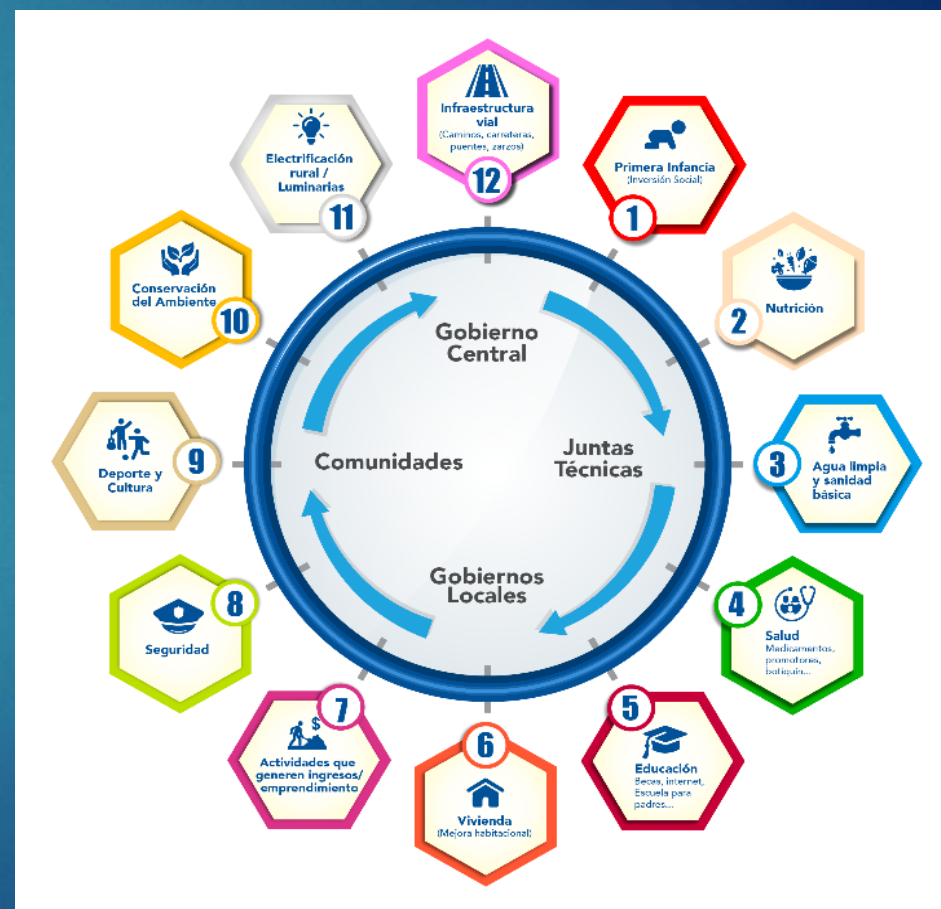 Infraestructura
vial
(Caminos, carreteras,
puentes, zarzos)
12
Primera Infancia
(Inversión Social)
1
Nutrición
2
Agua limpia
y sanidad
básica
3
Salud
Medicamentos,
promotores,
botiquín...
4
Educación
Becas, internet,
Escuela para
padres...
5
Vivienda
(Mejora habitacional)
6
Actividades que
generen ingresos/
emprendimiento
7
$
Seguridad
8
Deporte y
Cultura
9
Conservación
del Ambiente
10
Electrificación
rural /
Luminarias
11
Gobierno
Central
Juntas
Técnicas
Gobiernos
Locales
Comunidades